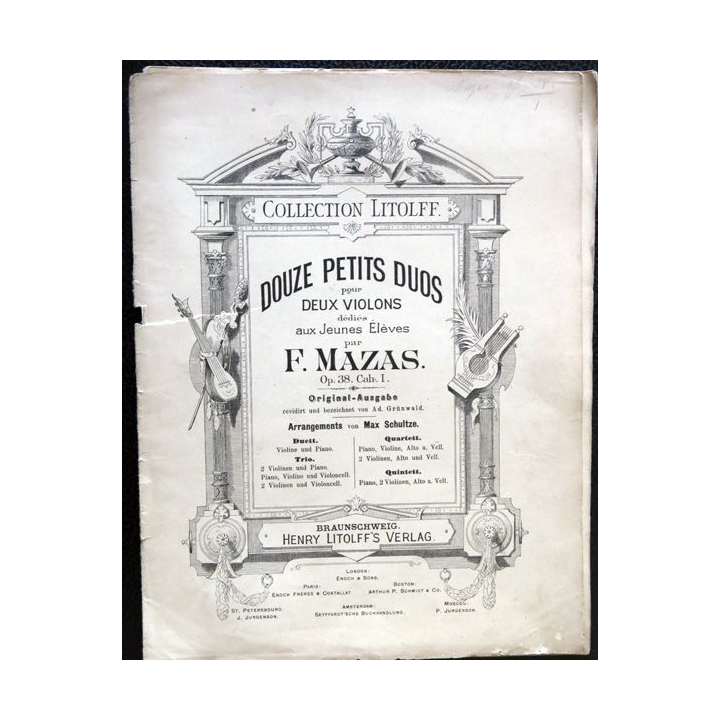 COLLECTION LITOLFF.
DOUZE PETITS DUOS
pour
DEUX VIOLONS
dédiés
aux Jeunes Elèves
par
F. MAZAS.
Op. 38. Cah. I.
Original-Ausgabe
revidirt und bezeichnet von Ad. Grünwald.
Arrangements von Max Schultze.
Duett.
Violine und Piano.
Trio.
2 Violinen und Piano.
Piano, Violine und Violoncell.
2 Violinen und Violoncell.
Quartett.
Piano, Violine, Alto u. Vcll.
2 Violinen, Alto und Vcll.
Quintett.
Piano, 2 Violinen, Alto u. Vcll.
BRAUNSCHWEIG.
HENRY LITOLFF'S VERLAG.
LONDON:
ENOCH & SONS.
PARIS:
ENOCH FRÈRES & COSTALLAT
BOSTON:
ARTHUR P. SCHMIDT & CO.
ST. PETERSBOURG:
J. JURGENSON.
AMSTERDAM:
SEYFFARDT'SCHE BUCHHANDLUNG.
MOSCOU:
P. JURGENSON.